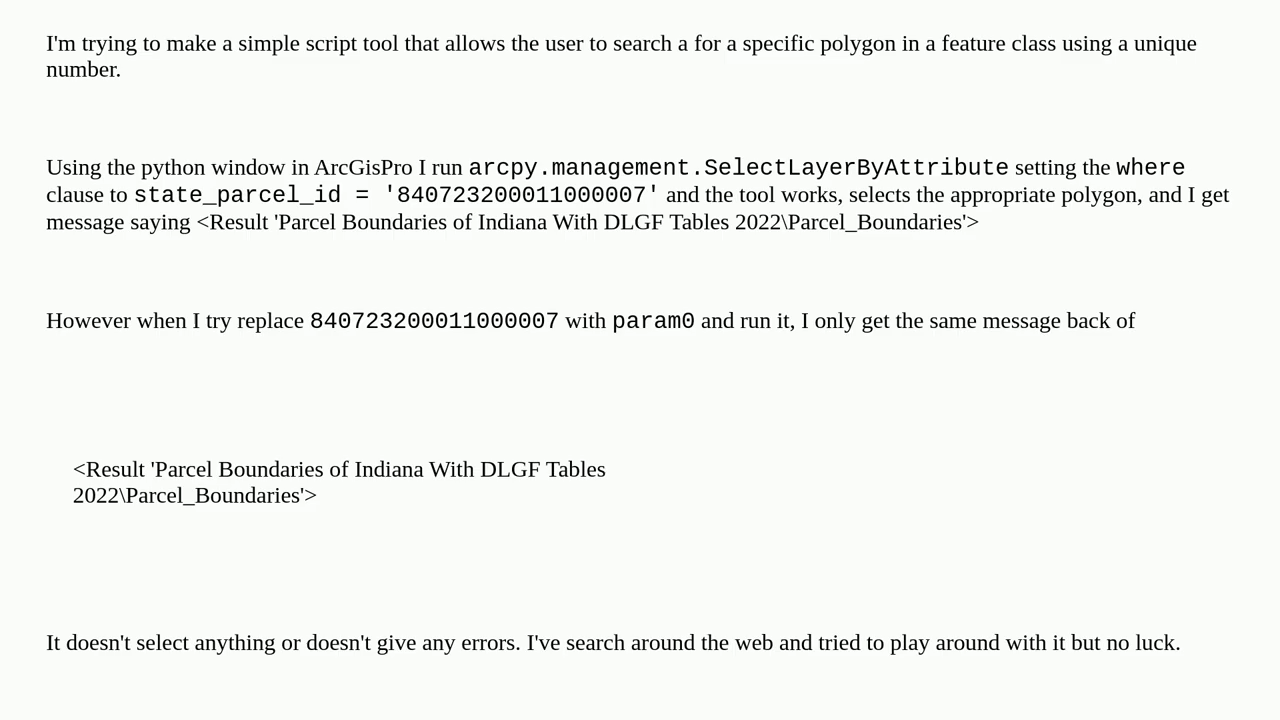 I'm trying to make a simple script tool that allows the user to search a for a specific polygon in a feature class using a unique
number.
Using the python window in ArcGisPro I run arcpy.management.SelectLayerByAttribute setting the where
clause to state_parcel_id = '840723200011000007' and the tool works, selects the appropriate polygon, and I get
message saying <Result 'Parcel Boundaries of Indiana With DLGF Tables 2022\Parcel_Boundaries'>
However when I try replace 840723200011000007 with param0 and run it, I only get the same message back of
<Result 'Parcel Boundaries of Indiana With DLGF Tables
2022\Parcel_Boundaries'>
It doesn't select anything or doesn't give any errors. I've search around the web and tried to play around with it but no luck.